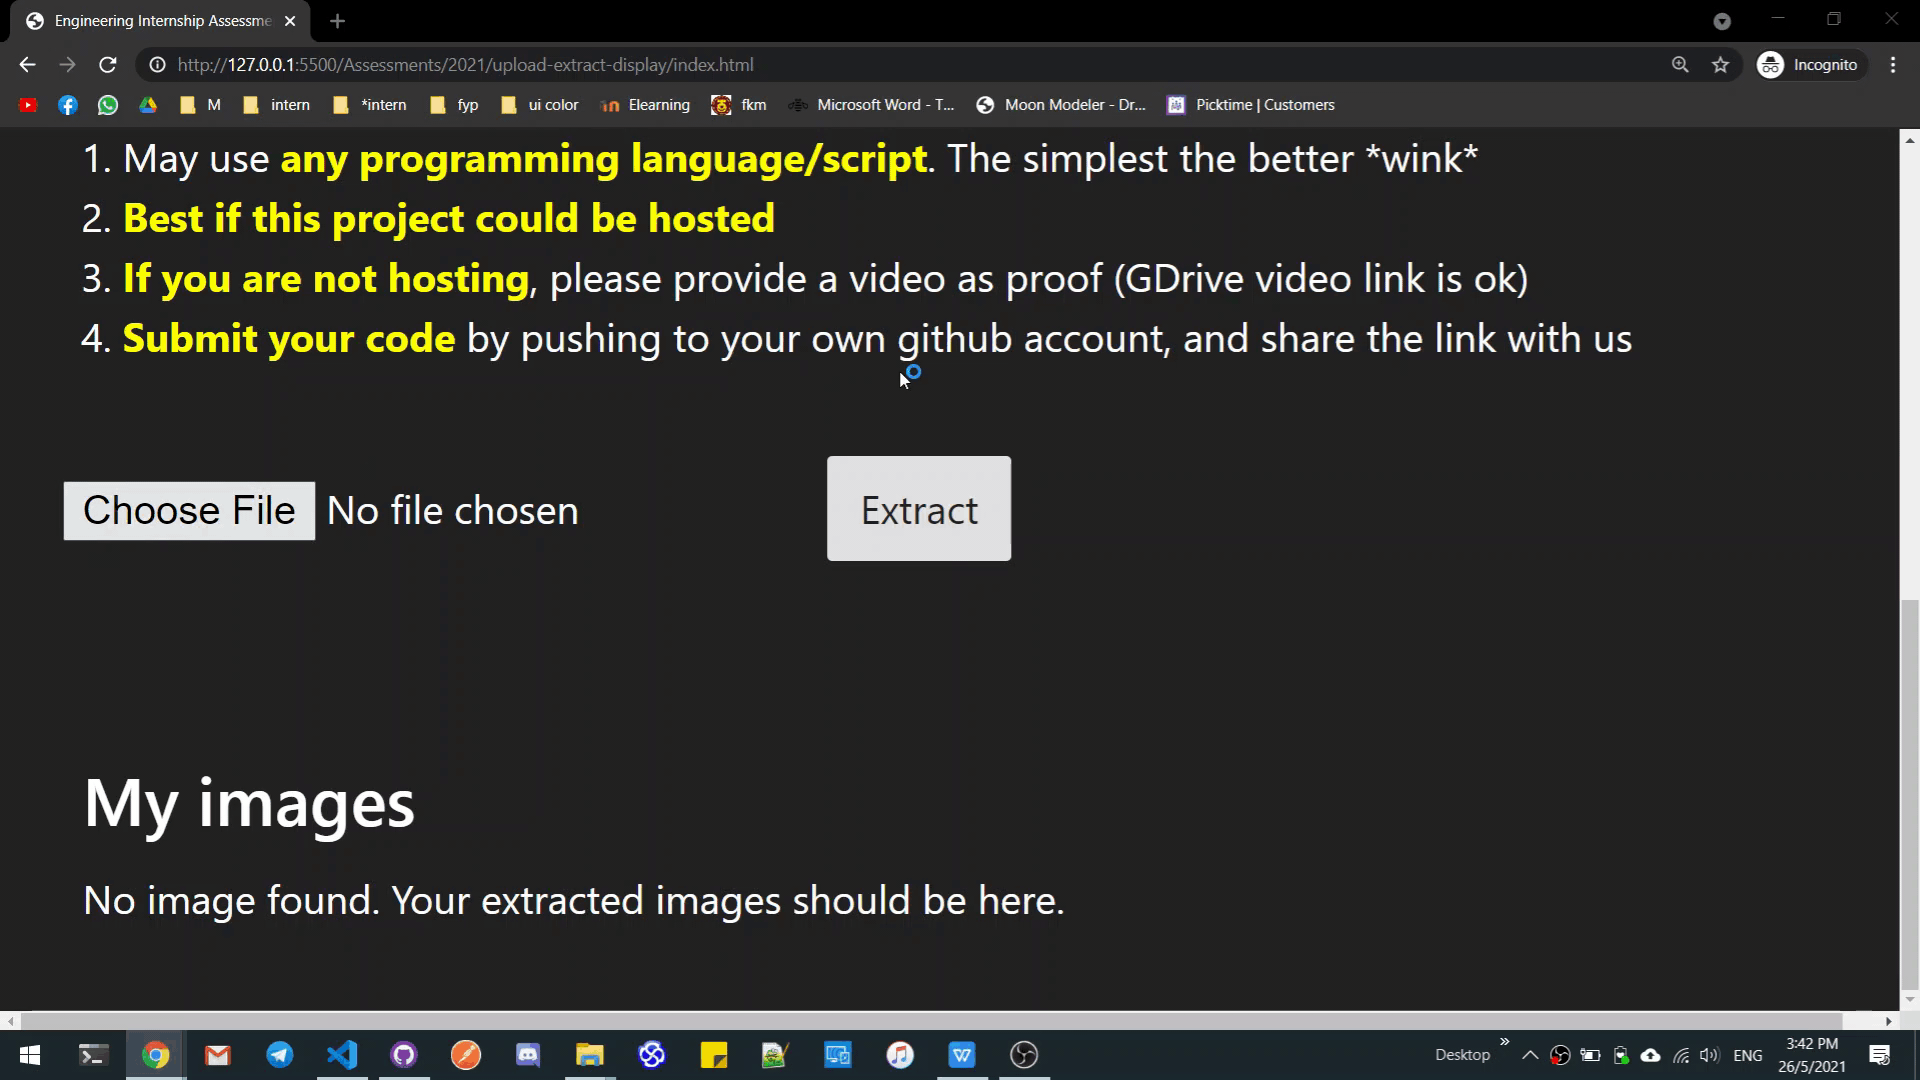 Engineering Internship Assessme
http://127.0.0.1:5500/Assessments/2021/upload-extract-display/index.html
Incognito
M
intern
*intern
fyp
ui color
Elearning
fkm
Microsoft Word - T...
Moon Modeler - Dr...
Picktime | Customers
1. May use any programming language/script. The simplest the better *wink*
2. Best if this project could be hosted
3. If you are not hosting, please provide a video as proof (GDrive video link is ok)
4. Submit your code by pushing to your own github account, and share the link with us
Choose File No file chosen
Extract
My images
No image found. Your extracted images should be here.
Desktop
ENG
3:42 PM
26/5/2021